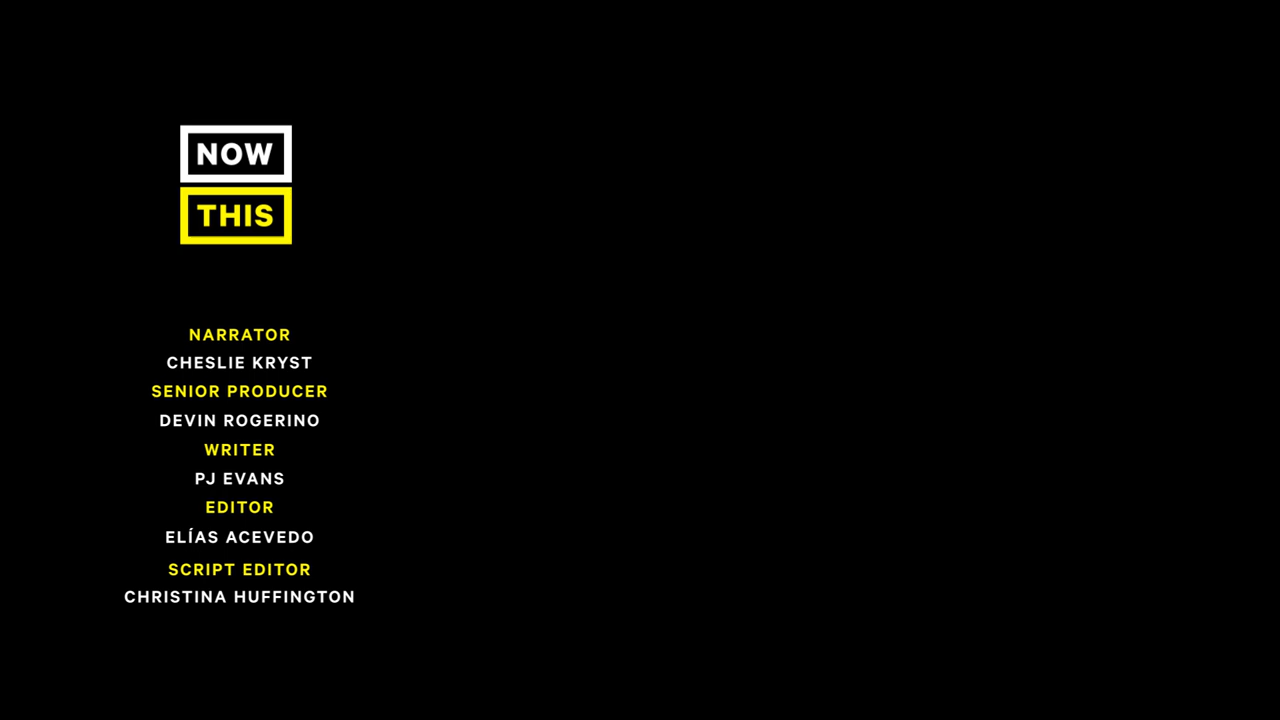 NOW
THIS
NARRATOR
CHESLIE KRYST
SENIOR PRODUCER
DEVIN ROGERINO
WRITER
PJ EVANS
EDITOR
ELÍAS ACEVEDO
SCRIPT EDITOR
CHRISTINA HUFFINGTON